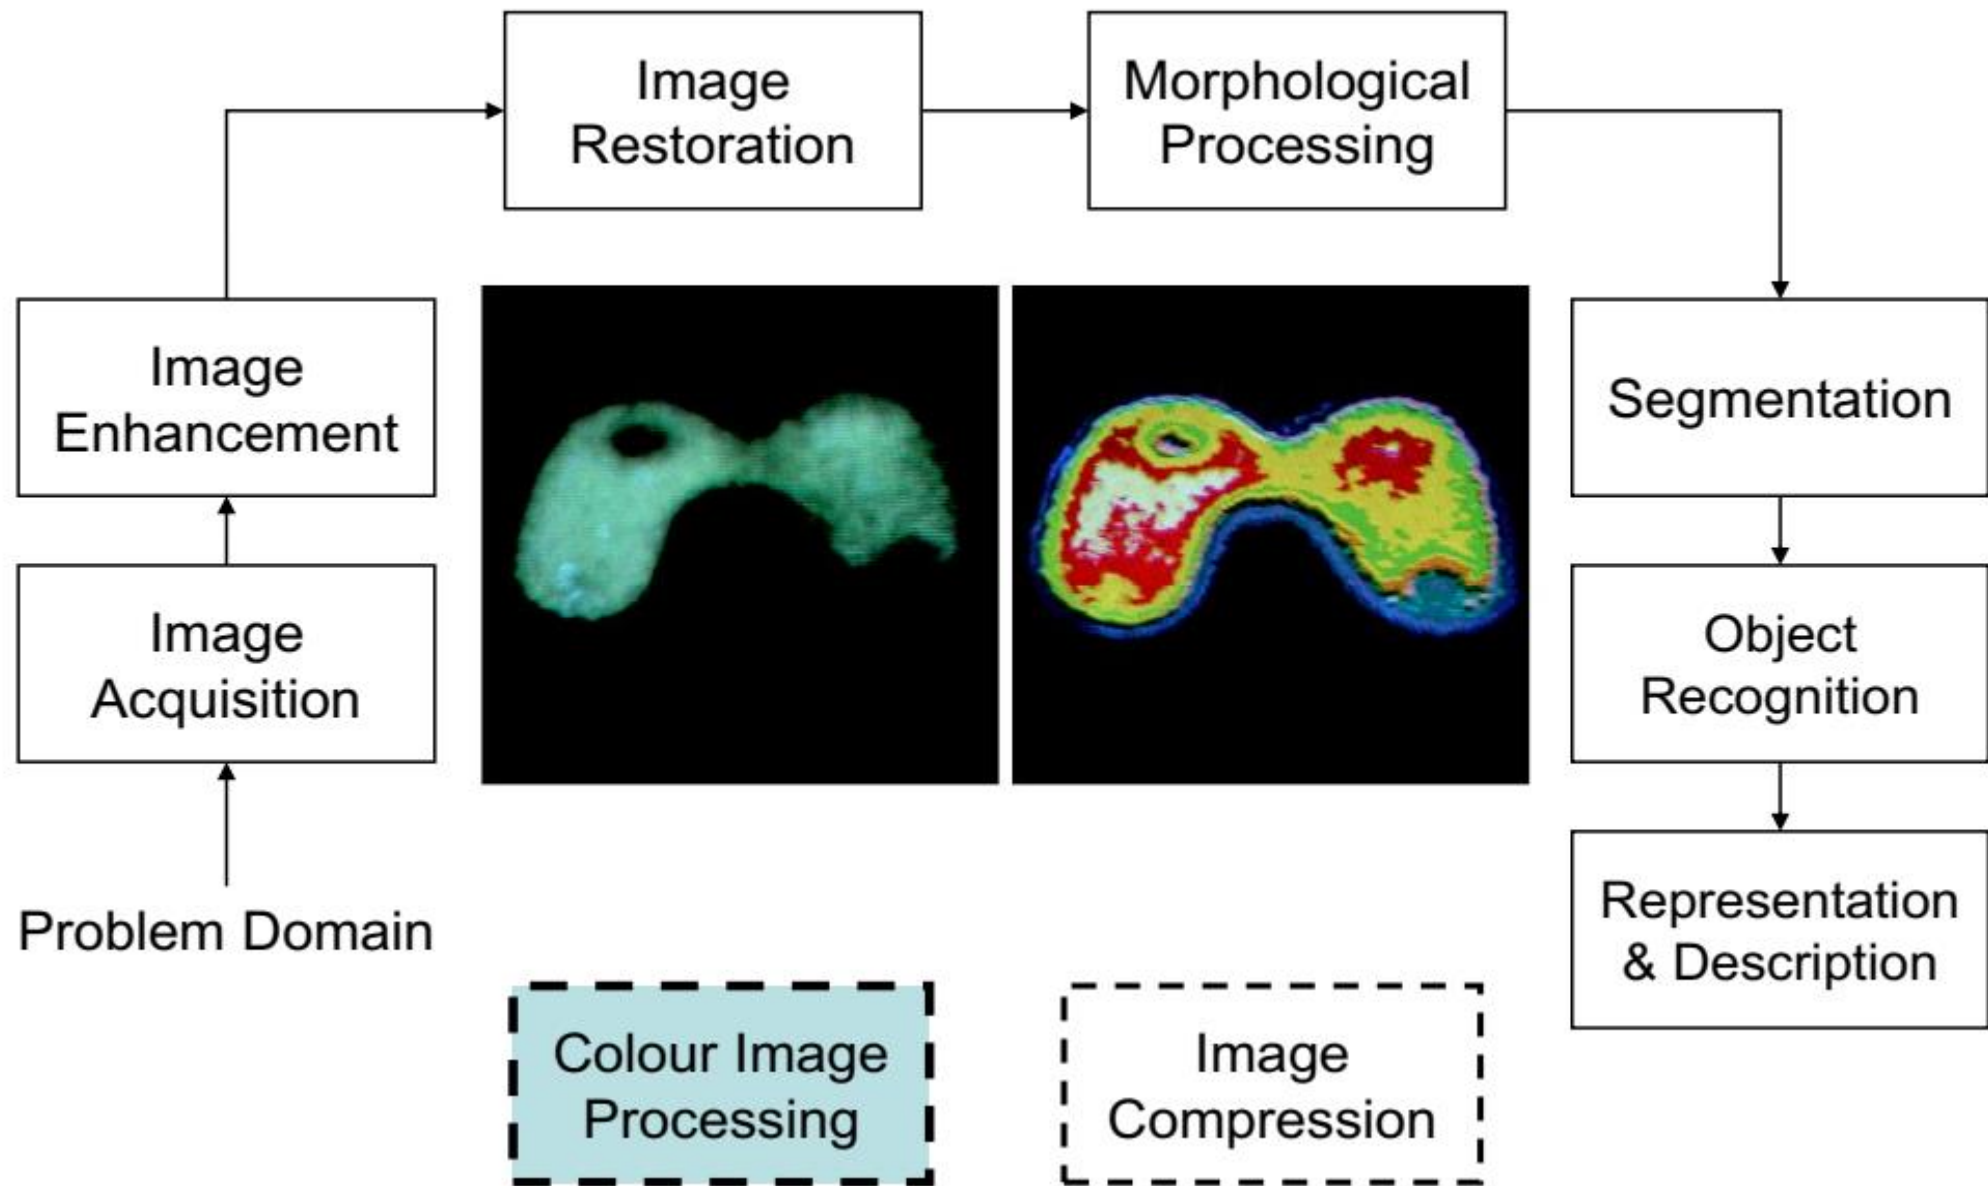 Image
Restoration
Morphological
Processing
Image
Enhancement
Segmentation
Image
Acquisition
Object
Recognition
Problem Domain
Representation
& Description
Colour Image
Processing
Image
Compression